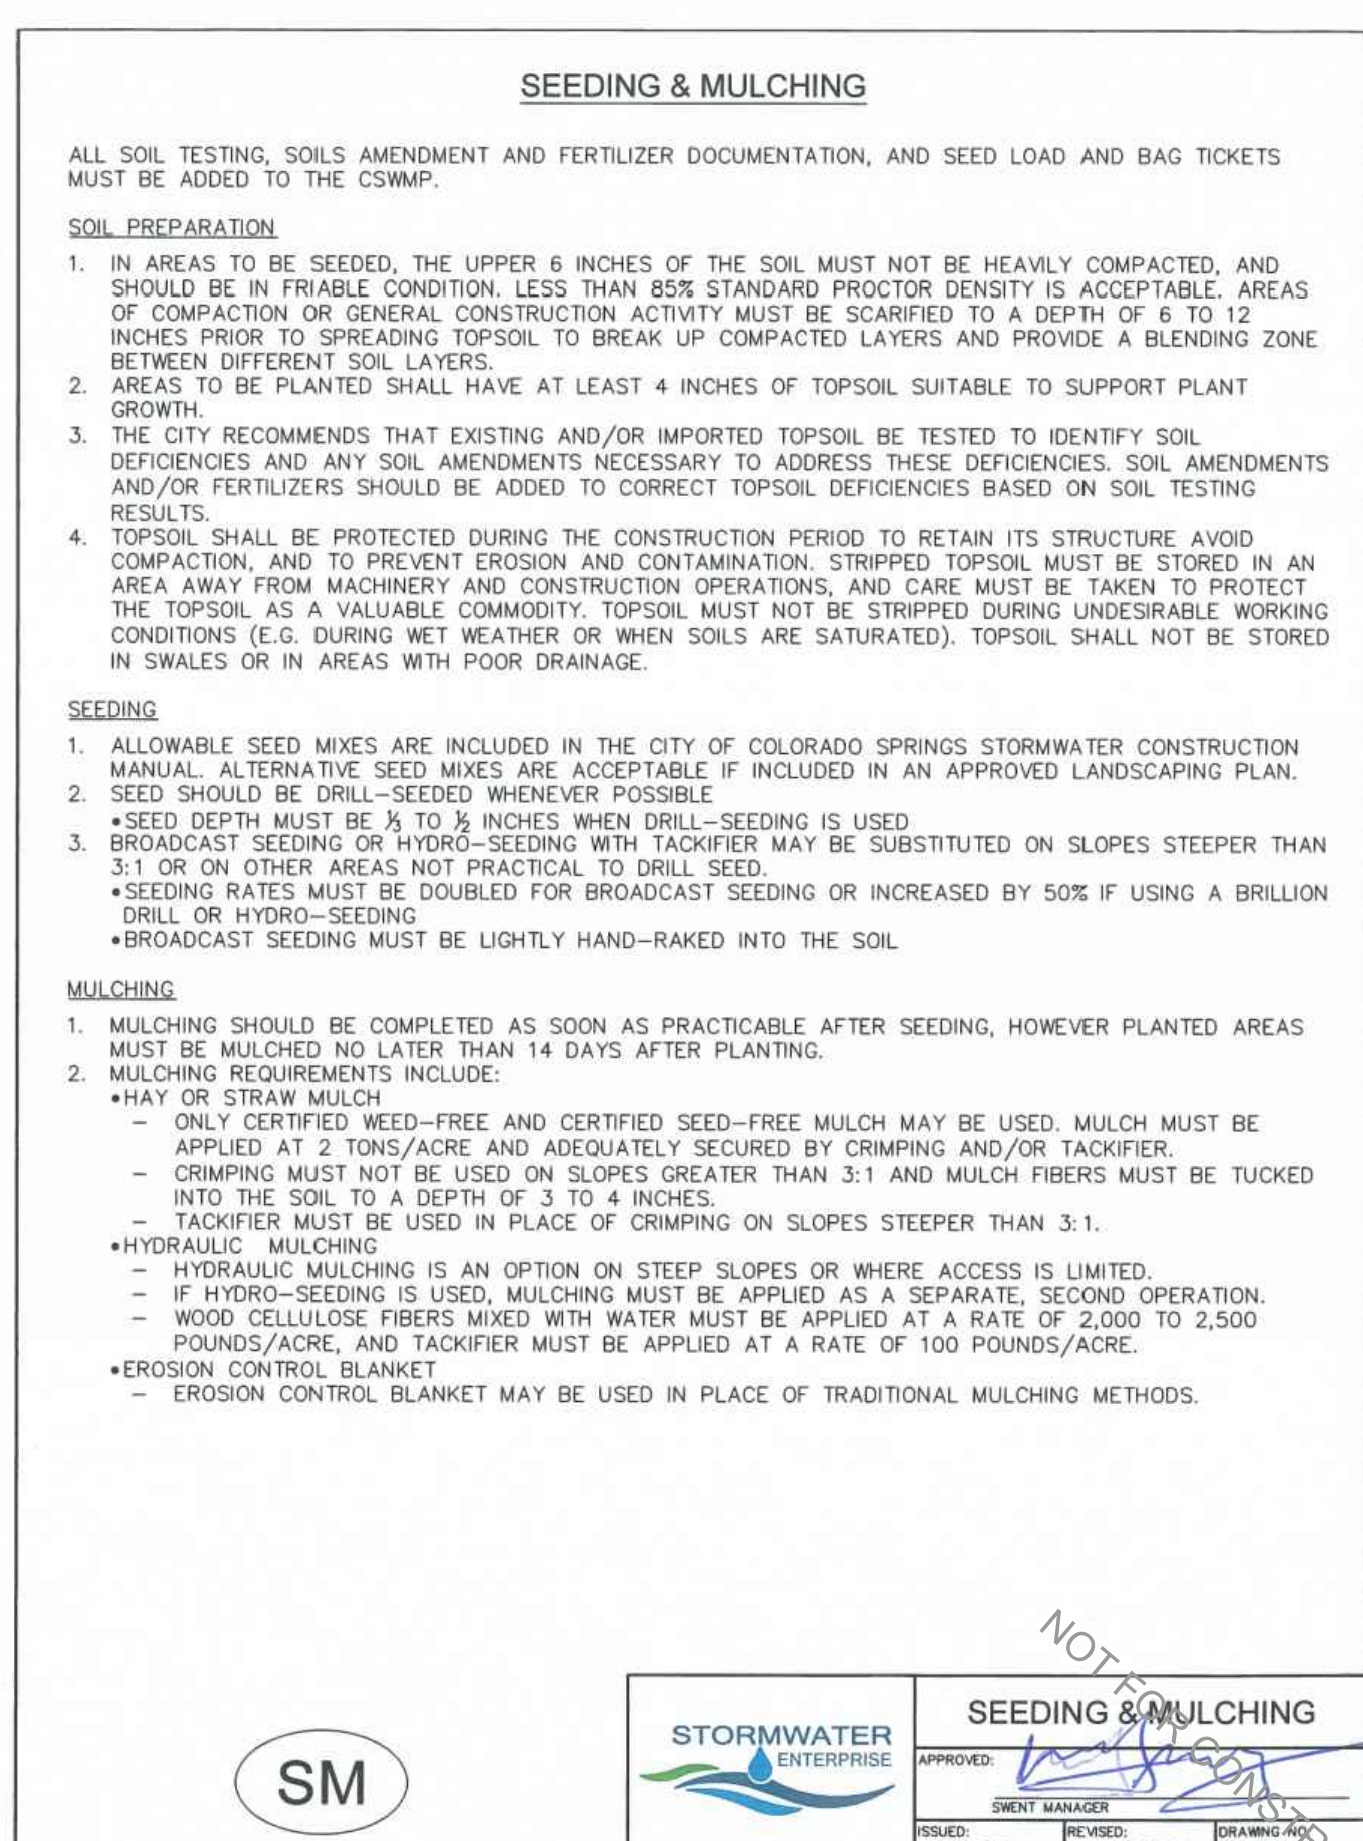 SEEDING & MULCHING
ALL SOIL TESTING, SOILS AMENDMENT AND FERTILIZER DOCUMENTATION, AND SEED LOAD AND BAG TICKETS
MUST BE ADDED TO THE CSWMP.
SOIL PREPARATION
1. IN AREAS TO BE SEEDED, THE UPPER 6 INCHES OF THE SOIL MUST NOT BE HEAVILY COMPACTED, AND
SHOULD BE IN FRIABLE CONDITION. LESS THAN 85% STANDARD PROCTOR DENSITY IS ACCEPTABLE. AREAS
OF COMPACTION OR GENERAL CONSTRUCTION ACTIVITY MUST BE SCARIFIED TO A DEPTH OF 6 TO 12
INCHES PRIOR TO SPREADING TOPSOIL TO BREAK UP COMPACTED LAYERS AND PROVIDE A BLENDING ZONE
BETWEEN DIFFERENT SOIL LAYERS.
2. AREAS TO BE PLANTED SHALL HAVE AT LEAST 4 INCHES OF TOPSOIL SUITABLE TO SUPPORT PLANT
GROWTH.
3. THE CITY RECOMMENDS THAT EXISTING AND/OR IMPORTED TOPSOIL BE TESTED TO IDENTIFY SOIL
DEFICIENCIES AND ANY SOIL AMENDMENTS NECESSARY TO ADDRESS THESE DEFICIENCIES. SOIL AMENDMENTS
AND/OR FERTILIZERS SHOULD BE ADDED TO CORRECT TOPSOIL DEFICIENCIES BASED ON SOIL TESTING
RESULTS.
4. TOPSOIL SHALL BE PROTECTED DURING THE CONSTRUCTION PERIOD TO RETAIN ITS STRUCTURE AVOID
COMPACTION, AND TO PREVENT EROSION AND CONTAMINATION. STRIPPED TOPSOIL MUST BE STORED IN AN
AREA AWAY FROM MACHINERY AND CONSTRUCTION OPERATIONS, AND CARE MUST BE TAKEN TO PROTECT
THE TOPSOIL AS A VALUABLE COMMODITY. TOPSOIL MUST NOT BE STRIPPED DURING UNDESIRABLE WORKING
CONDITIONS (E.G. DURING WET WEATHER OR WHEN SOILS ARE SATURATED). TOPSOIL SHALL NOT BE STORED
IN SWALES OR IN AREAS WITH POOR DRAINAGE.
SEEDING
1. ALLOWABLE SEED MIXES ARE INCLUDED IN THE CITY OF COLORADO SPRINGS STORMWATER CONSTRUCTION
MANUAL. ALTERNATIVE SEED MIXES ARE ACCEPTABLE IF INCLUDED IN AN APPROVED LANDSCAPING PLAN.
2. SEED SHOULD BE DRILL-SEEDED WHENEVER POSSIBLE
•SEED DEPTH MUST BE ⅓ TO ½ INCHES WHEN DRILL-SEEDING IS USED
3. BROADCAST SEEDING OR HYDRO-SEEDING WITH TACKIFIER MAY BE SUBSTITUTED ON SLOPES STEEPER THAN
3:1 OR ON OTHER AREAS NOT PRACTICAL TO DRILL SEED.
•SEEDING RATES MUST BE DOUBLED FOR BROADCAST SEEDING OR INCREASED BY 50% IF USING A BRILLION
DRILL OR HYDRO-SEEDING
•BROADCAST SEEDING MUST BE LIGHTLY HAND-RAKED INTO THE SOIL
MULCHING
1. MULCHING SHOULD BE COMPLETED AS SOON AS PRACTICABLE AFTER SEEDING, HOWEVER PLANTED AREAS
MUST BE MULCHED NO LATER THAN 14 DAYS AFTER PLANTING.
2. MULCHING REQUIREMENTS INCLUDE:
•HAY OR STRAW MULCH
– ONLY CERTIFIED WEED-FREE AND CERTIFIED SEED-FREE MULCH MAY BE USED. MULCH MUST BE
APPLIED AT 2 TONS/ACRE AND ADEQUATELY SECURED BY CRIMPING AND/OR TACKIFIER.
– CRIMPING MUST NOT BE USED ON SLOPES GREATER THAN 3:1 AND MULCH FIBERS MUST BE TUCKED
INTO THE SOIL TO A DEPTH OF 3 TO 4 INCHES.
– TACKIFIER MUST BE USED IN PLACE OF CRIMPING ON SLOPES STEEPER THAN 3:1.
•HYDRAULIC MULCHING
– HYDRAULIC MULCHING IS AN OPTION ON STEEP SLOPES OR WHERE ACCESS IS LIMITED.
– IF HYDRO-SEEDING IS USED, MULCHING MUST BE APPLIED AS A SEPARATE, SECOND OPERATION.
– WOOD CELLULOSE FIBERS MIXED WITH WATER MUST BE APPLIED AT A RATE OF 2,000 TO 2,500
POUNDS/ACRE, AND TACKIFIER MUST BE APPLIED AT A RATE OF 100 POUNDS/ACRE.
•EROSION CONTROL BLANKET
– EROSION CONTROL BLANKET MAY BE USED IN PLACE OF TRADITIONAL MULCHING METHODS.
SM
STORMWATER
ENTERPRISE
SEEDING & MULCHING
APPROVED:
SWENT MANAGER
ISSUED:
REVISED:
DRAWING NO.
NOT FOR CONSTR